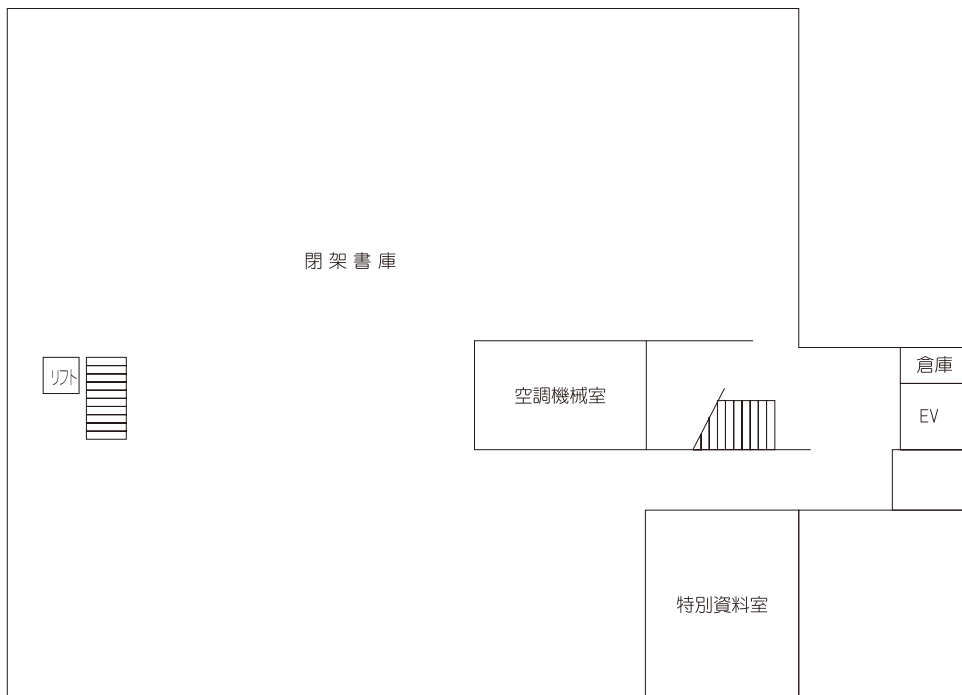 閉架書庫
倉庫
リフト
空調機械室
EV
特別資料室